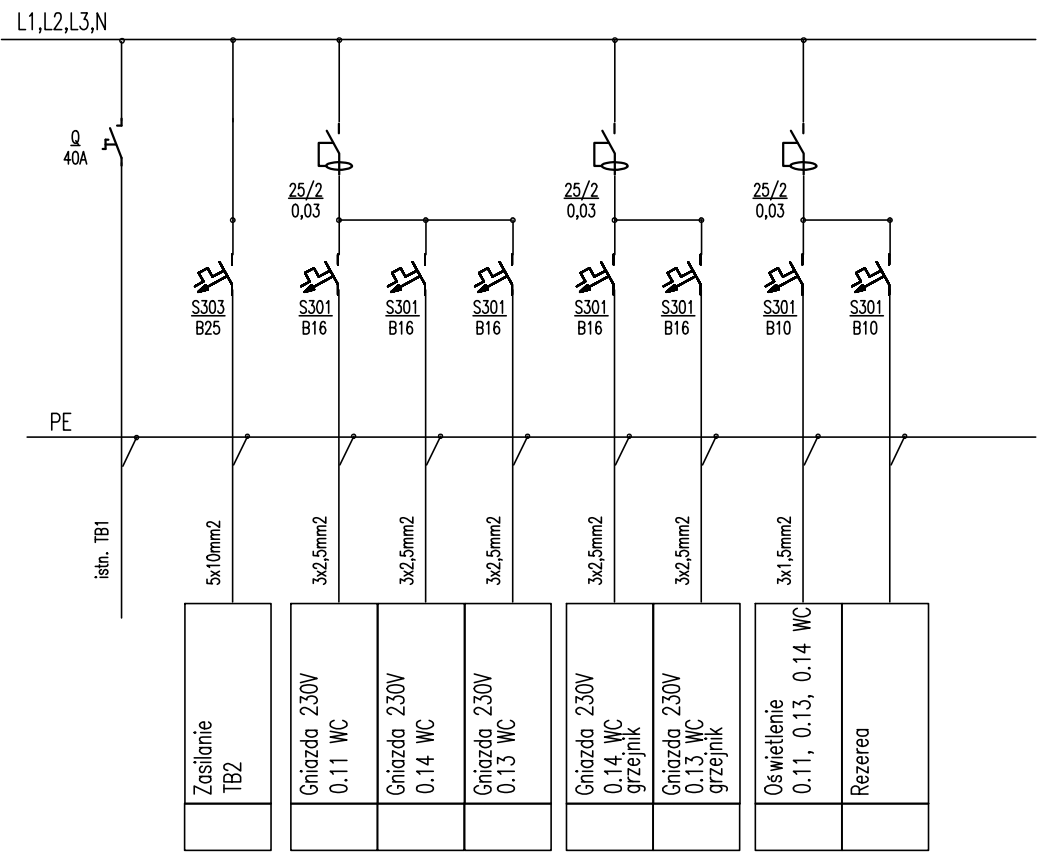 L1,L2,L3,N
Q
40A
25/2
0,03
25/2
0,03
25/2
0,03
S303
B25
S301
B16
S301
B16
S301
B16
S301
B16
S301
B16
S301
B10
S301
B10
PE
istn. TB1
5x10mm2
3x2,5mm2
3x2,5mm2
3x2,5mm2
3x2,5mm2
3x2,5mm2
3x1,5mm2
Zasilanie
TB2
Gniazda 230V
0.11 WC
Gniazda 230V
0.14 WC
Gniazda 230V
0.13 WC
Gniazda 230V
0.14 WC
grzejnik
Gniazda 230V
0.13 WC
grzejnik
Oświetlenie
0.11, 0.13, 0.14 WC
Rezerea